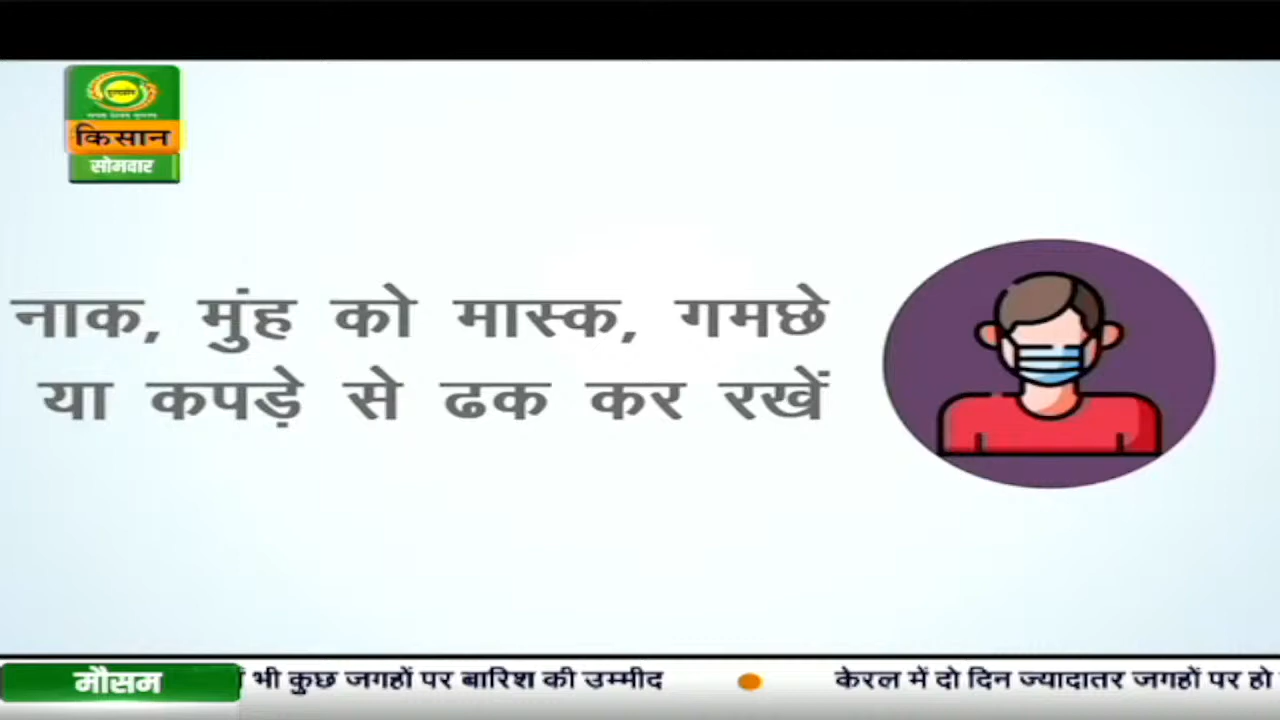 किसान
सोमवार
नाक, मुंह को मास्क, गमछे
या कपड़े से ढक कर रखें
मौसम
भी कुछ जगहों पर बारिश की उम्मीद
केरल में दो दिन ज्यादातर जगहों पर हो